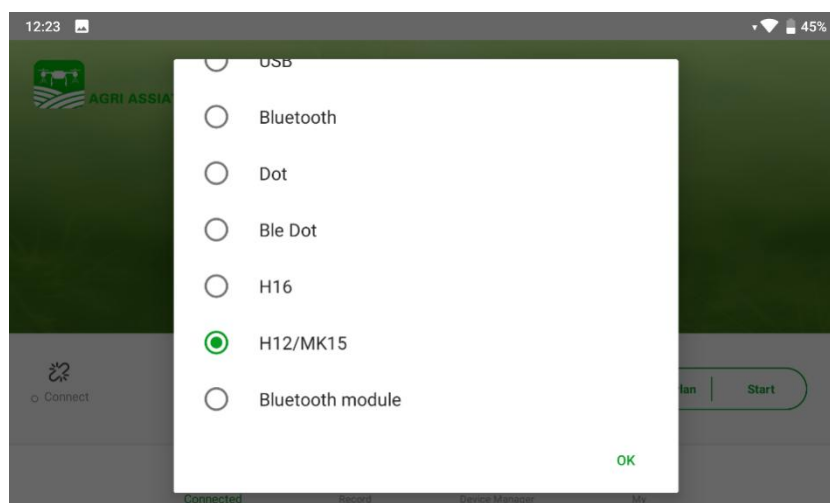 12:23 45%
AGRI ASSIA
USB
Bluetooth
Dot
Ble Dot
H16
H12/MK15
Bluetooth module
OK
Connect
lan Start
Connected Record Device Manager My